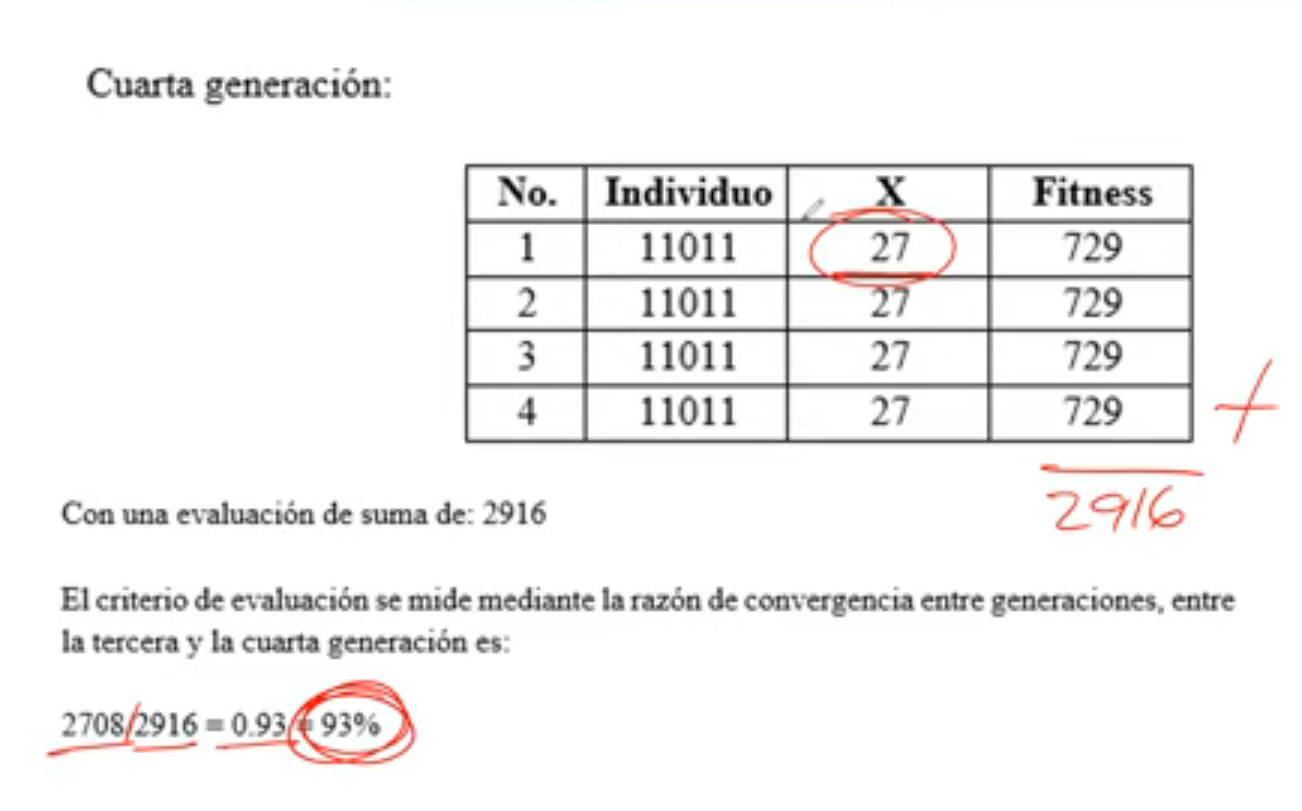 Cuarta generación:
No. Individuo X Fitness
1 11011 27 729
2 11011 27 729
3 11011 27 729
4 11011 27 729
+
2916
Con una evaluación de suma de: 2916
El criterio de evaluación se mide mediante la razón de convergencia entre generaciones, entre
la tercera y la cuarta generación es:
2708/2916 = 0.93 = 93%